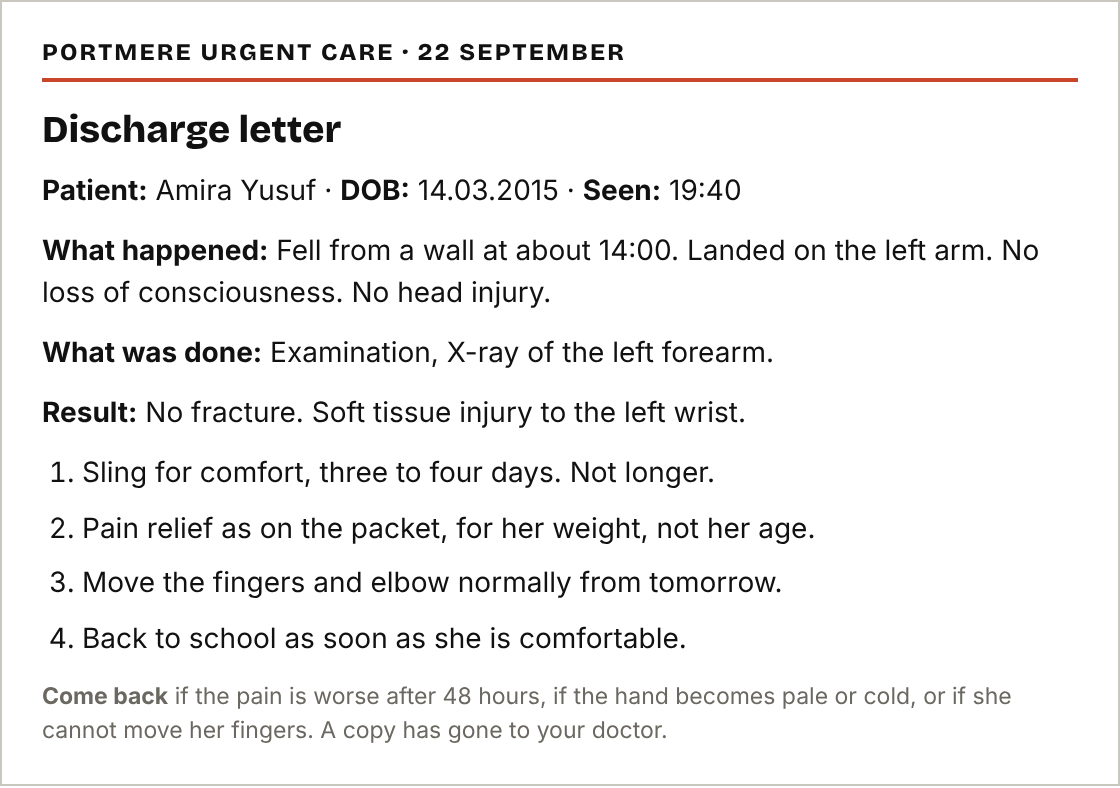 PORTMERE URGENT CARE · 22 SEPTEMBER
Discharge letter
Patient: Amira Yusuf · DOB: 14.03.2015 · Seen: 19:40
What happened: Fell from a wall at about 14:00. Landed on the left arm. No
loss of consciousness. No head injury.
What was done: Examination, X-ray of the left forearm.
Result: No fracture. Soft tissue injury to the left wrist.
1. Sling for comfort, three to four days. Not longer.
2. Pain relief as on the packet, for her weight, not her age.
3. Move the fingers and elbow normally from tomorrow.
4. Back to school as soon as she is comfortable.
Come back if the pain is worse after 48 hours, if the hand becomes pale or cold, or if she
cannot move her fingers. A copy has gone to your doctor.